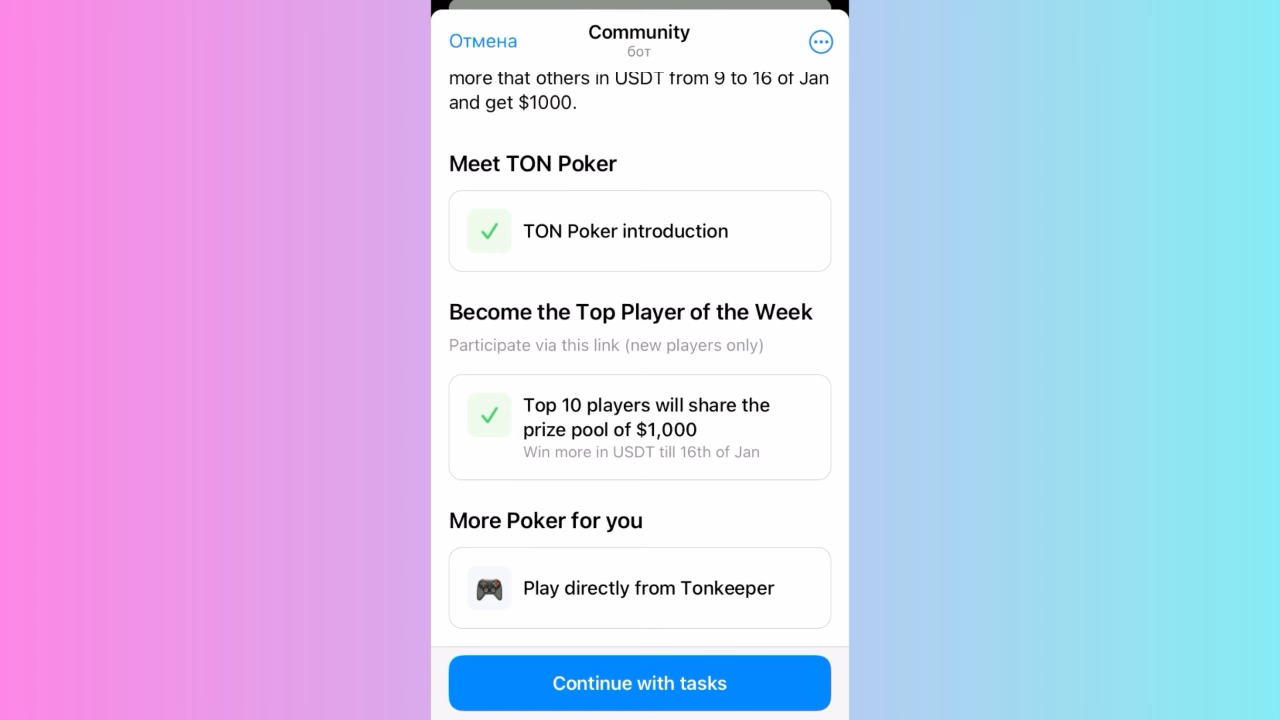 Отмена
Community
бот
more that others in USDT from 9 to 16 of Jan
and get $1000.
Meet TON Poker
TON Poker introduction
Become the Top Player of the Week
Participate via this link (new players only)
Top 10 players will share the
prize pool of $1,000
Win more in USDT till 16th of Jan
More Poker for you
Play directly from Tonkeeper
Continue with tasks